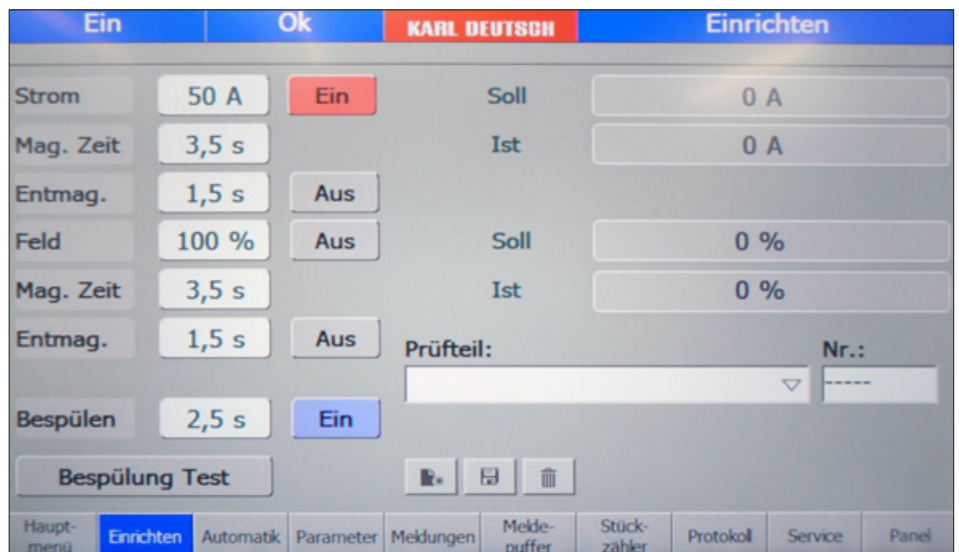 Ein Ok KARL DEUTSCH Einrichten
Strom 50 A Ein Soll 0 A
Mag. Zeit 3,5 s Ist 0 A
Entmag. 1,5 s Aus
Feld 100 % Aus Soll 0 %
Mag. Zeit 3,5 s Ist 0 %
Entmag. 1,5 s Aus
Prüfteil: Nr.:
-----
Bespülen 2,5 s Ein
Bespülung Test
Haupt-
menü
Einrichten
Automatik
Parameter
Meldungen
Melde-
puffer
Stück-
zähler
Protokoll
Service
Panel